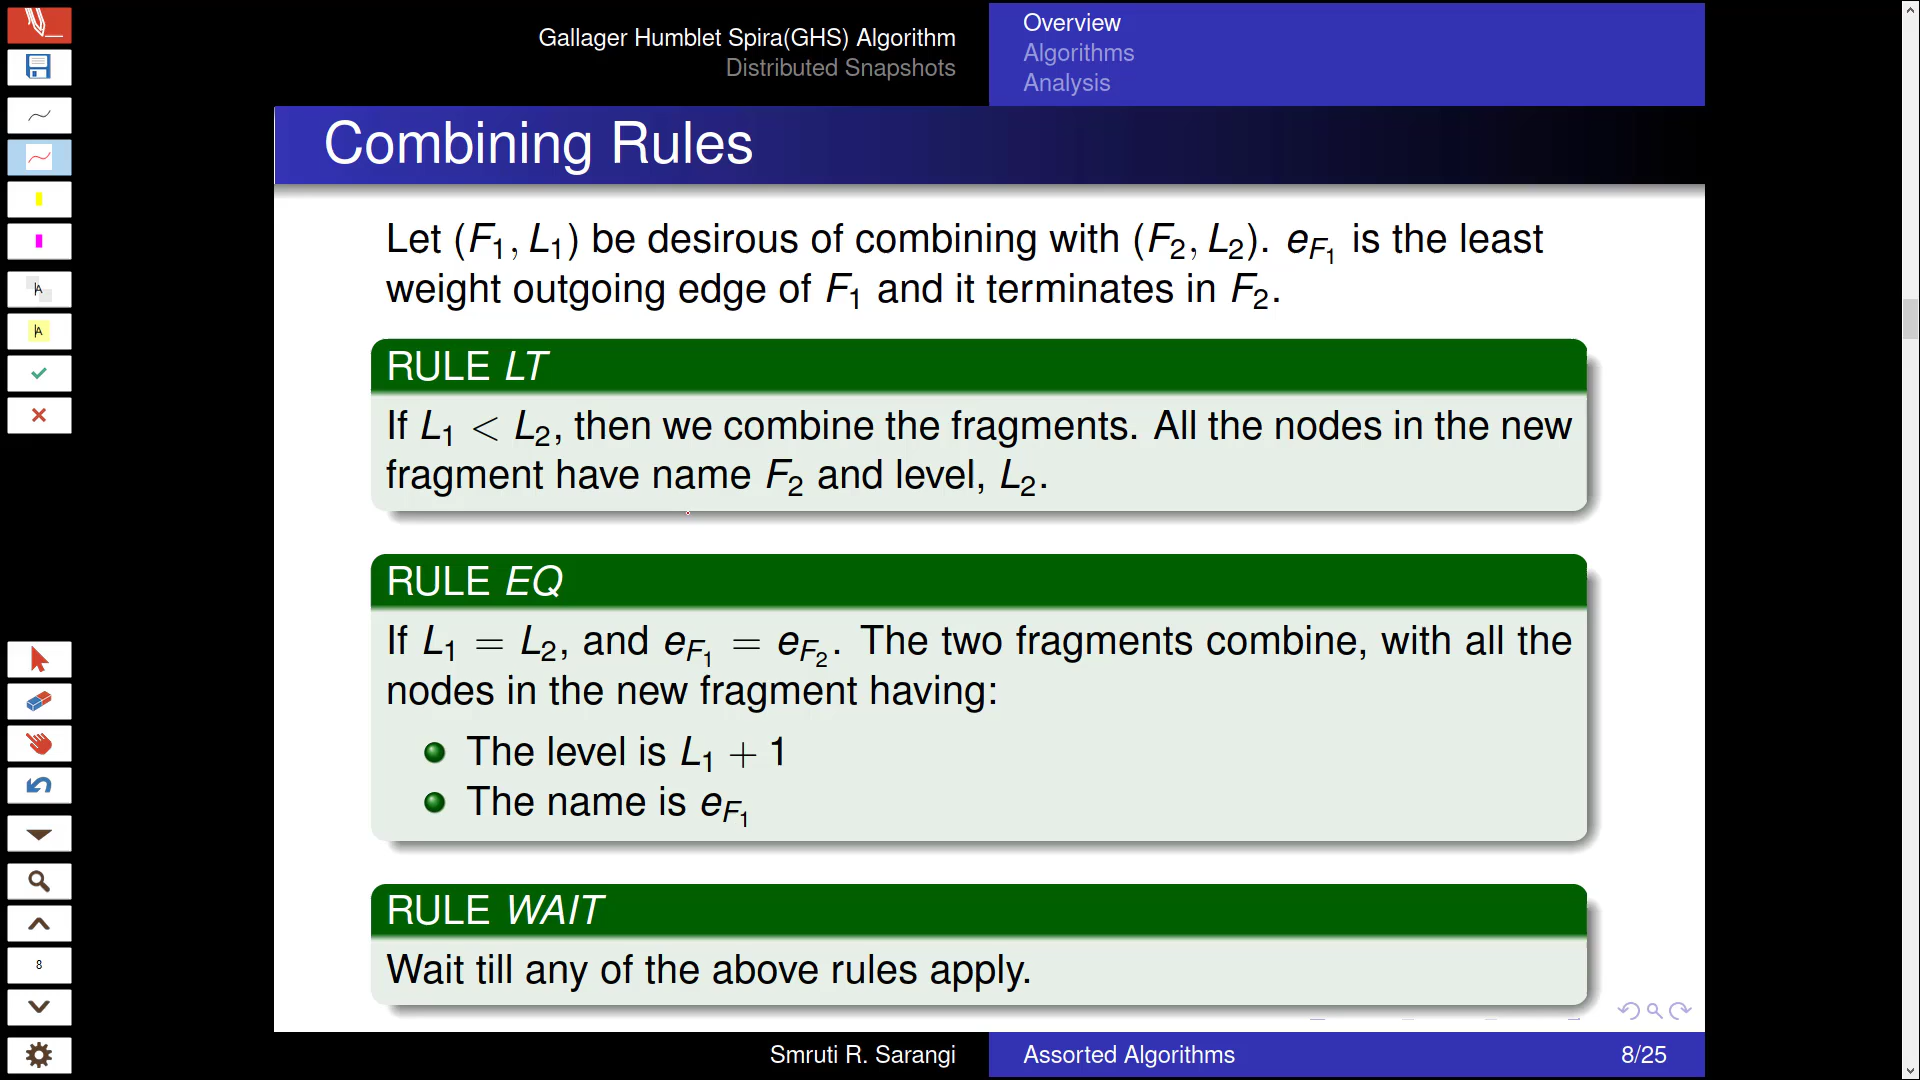 Gallager Humblet Spira(GHS) Algorithm
Distributed Snapshots
Overview
Algorithms
Analysis
Combining Rules
Let (F₁, L₁) be desirous of combining with (F₂, L₂). e_F₁ is the least
weight outgoing edge of F₁ and it terminates in F₂.
RULE LT
If L₁ < L₂, then we combine the fragments. All the nodes in the new
fragment have name F₂ and level, L₂.
RULE EQ
If L₁ = L₂, and e_F₁ = e_F₂. The two fragments combine, with all the
nodes in the new fragment having:
The level is L₁ + 1
The name is e_F₁
RULE WAIT
Wait till any of the above rules apply.
Smruti R. Sarangi
Assorted Algorithms
8/25
A
A
8